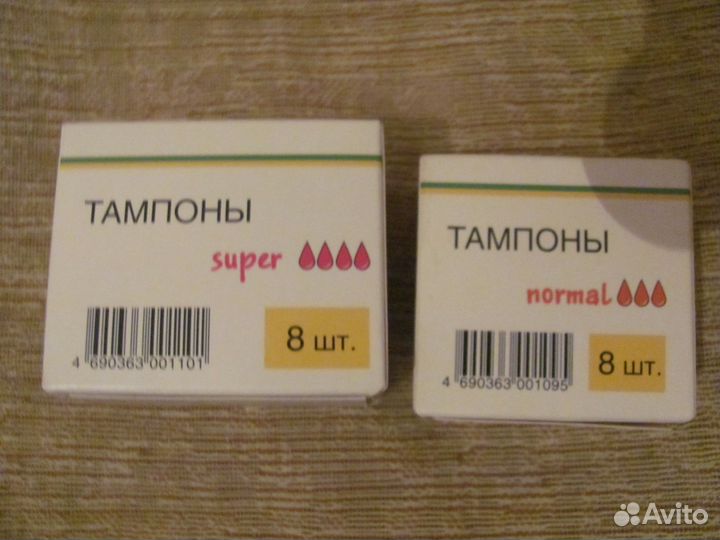 ТАМПОНЫ
super
8 шт.
4 690363 001101
ТАМПОНЫ
normal
8 шт.
4 690363 001095
Avito